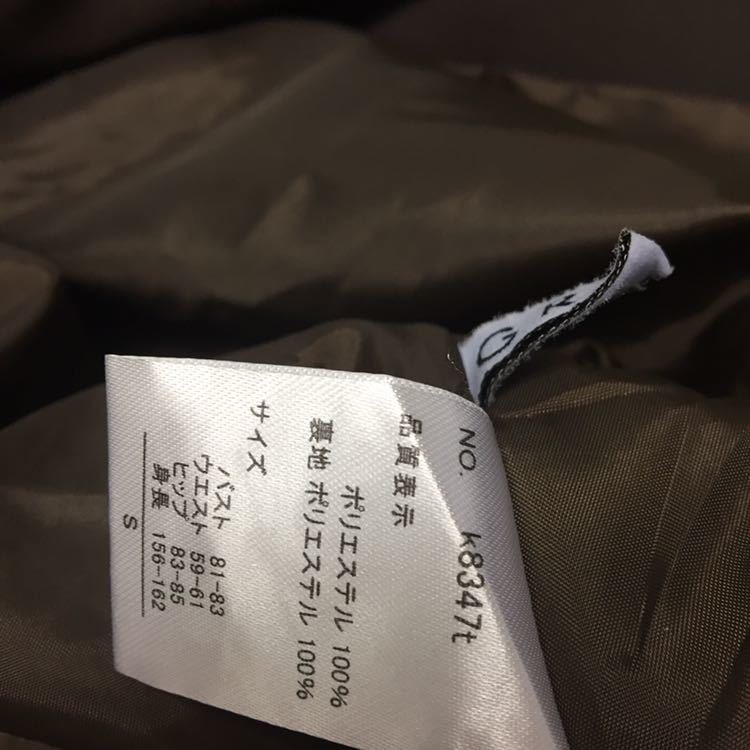 NO. k8347t
品質表示
ポリエステル 100%
裏地 ポリエステル 100%
サイズ
バスト 81-83
ウエスト 59-61
ヒップ 83-85
身長 156-162
S